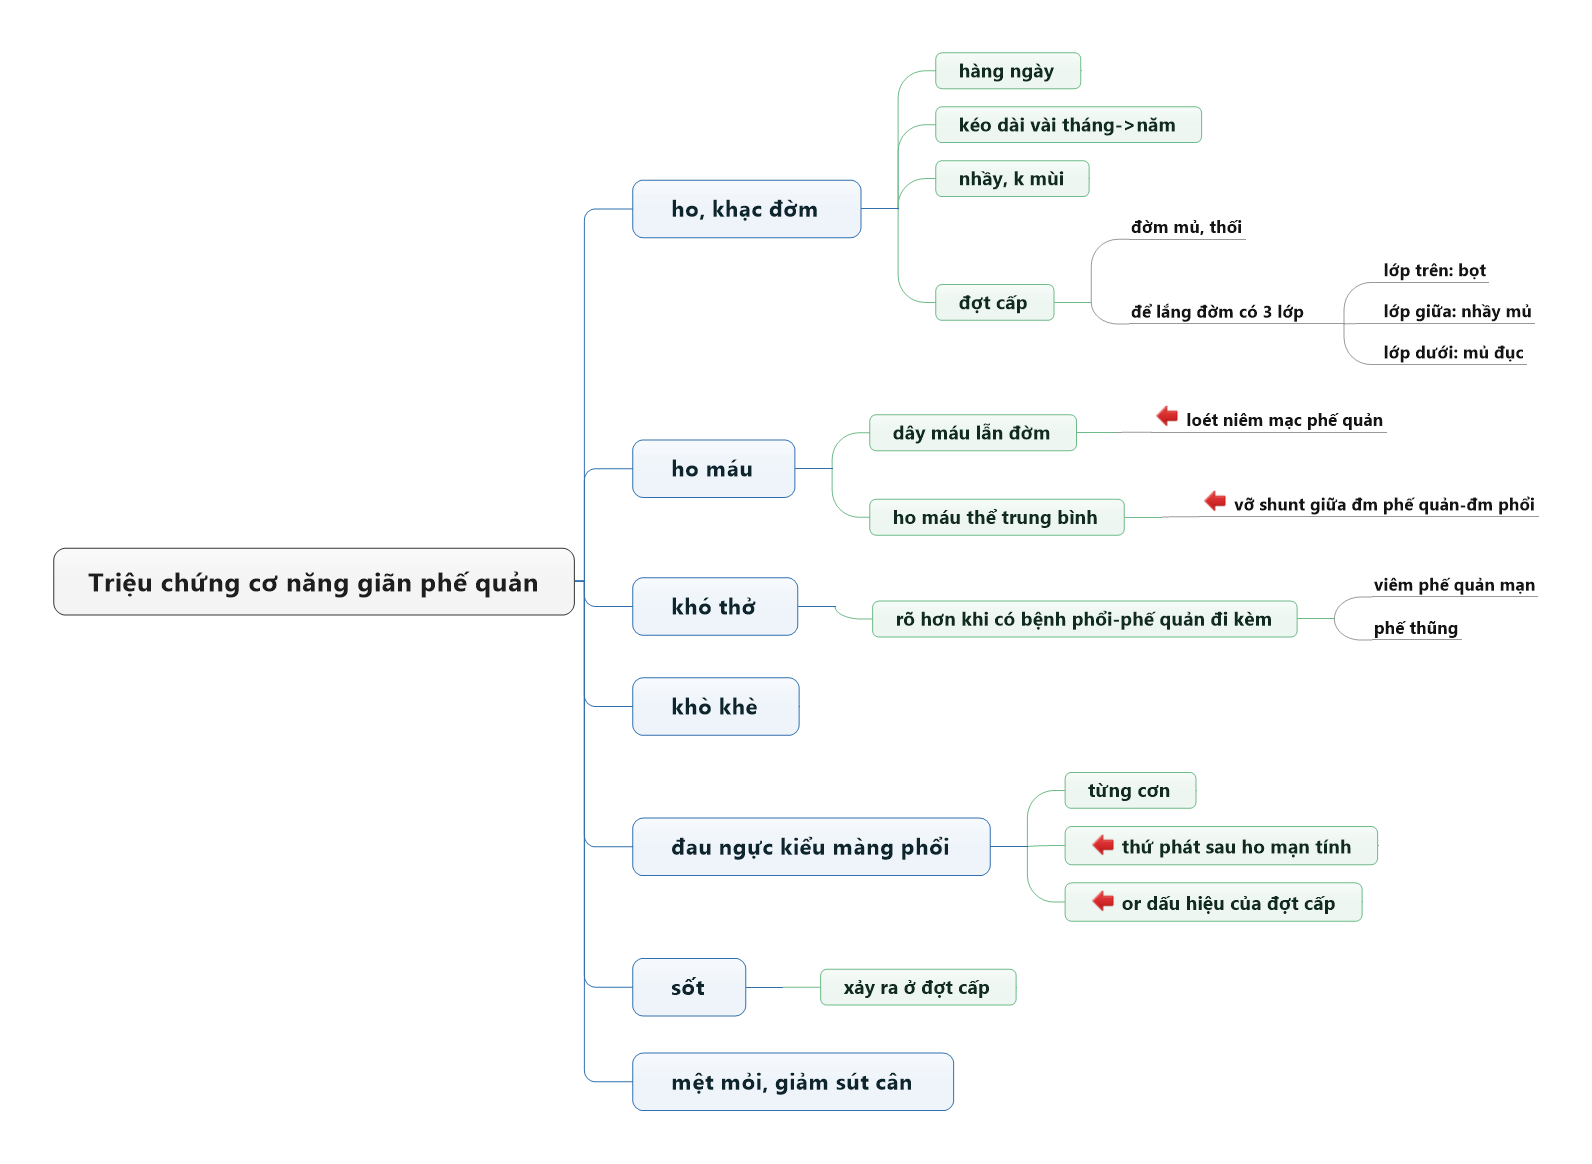 Triệu chứng cơ năng giãn phế quản
ho, khạc đờm
hàng ngày
kéo dài vài tháng->năm
nhầy, k mùi
đợt cấp
đờm mủ, thối
để lắng đờm có 3 lớp
lớp trên: bọt
lớp giữa: nhầy mủ
lớp dưới: mủ đục
ho máu
dây máu lẫn đờm
loét niêm mạc phế quản
ho máu thể trung bình
vỡ shunt giữa đm phế quản-đm phổi
khó thở
rõ hơn khi có bệnh phổi-phế quản đi kèm
viêm phế quản mạn
phế thũng
khò khè
đau ngực kiểu màng phổi
từng cơn
thứ phát sau ho mạn tính
or dấu hiệu của đợt cấp
sốt
xảy ra ở đợt cấp
mệt mỏi, giảm sút cân